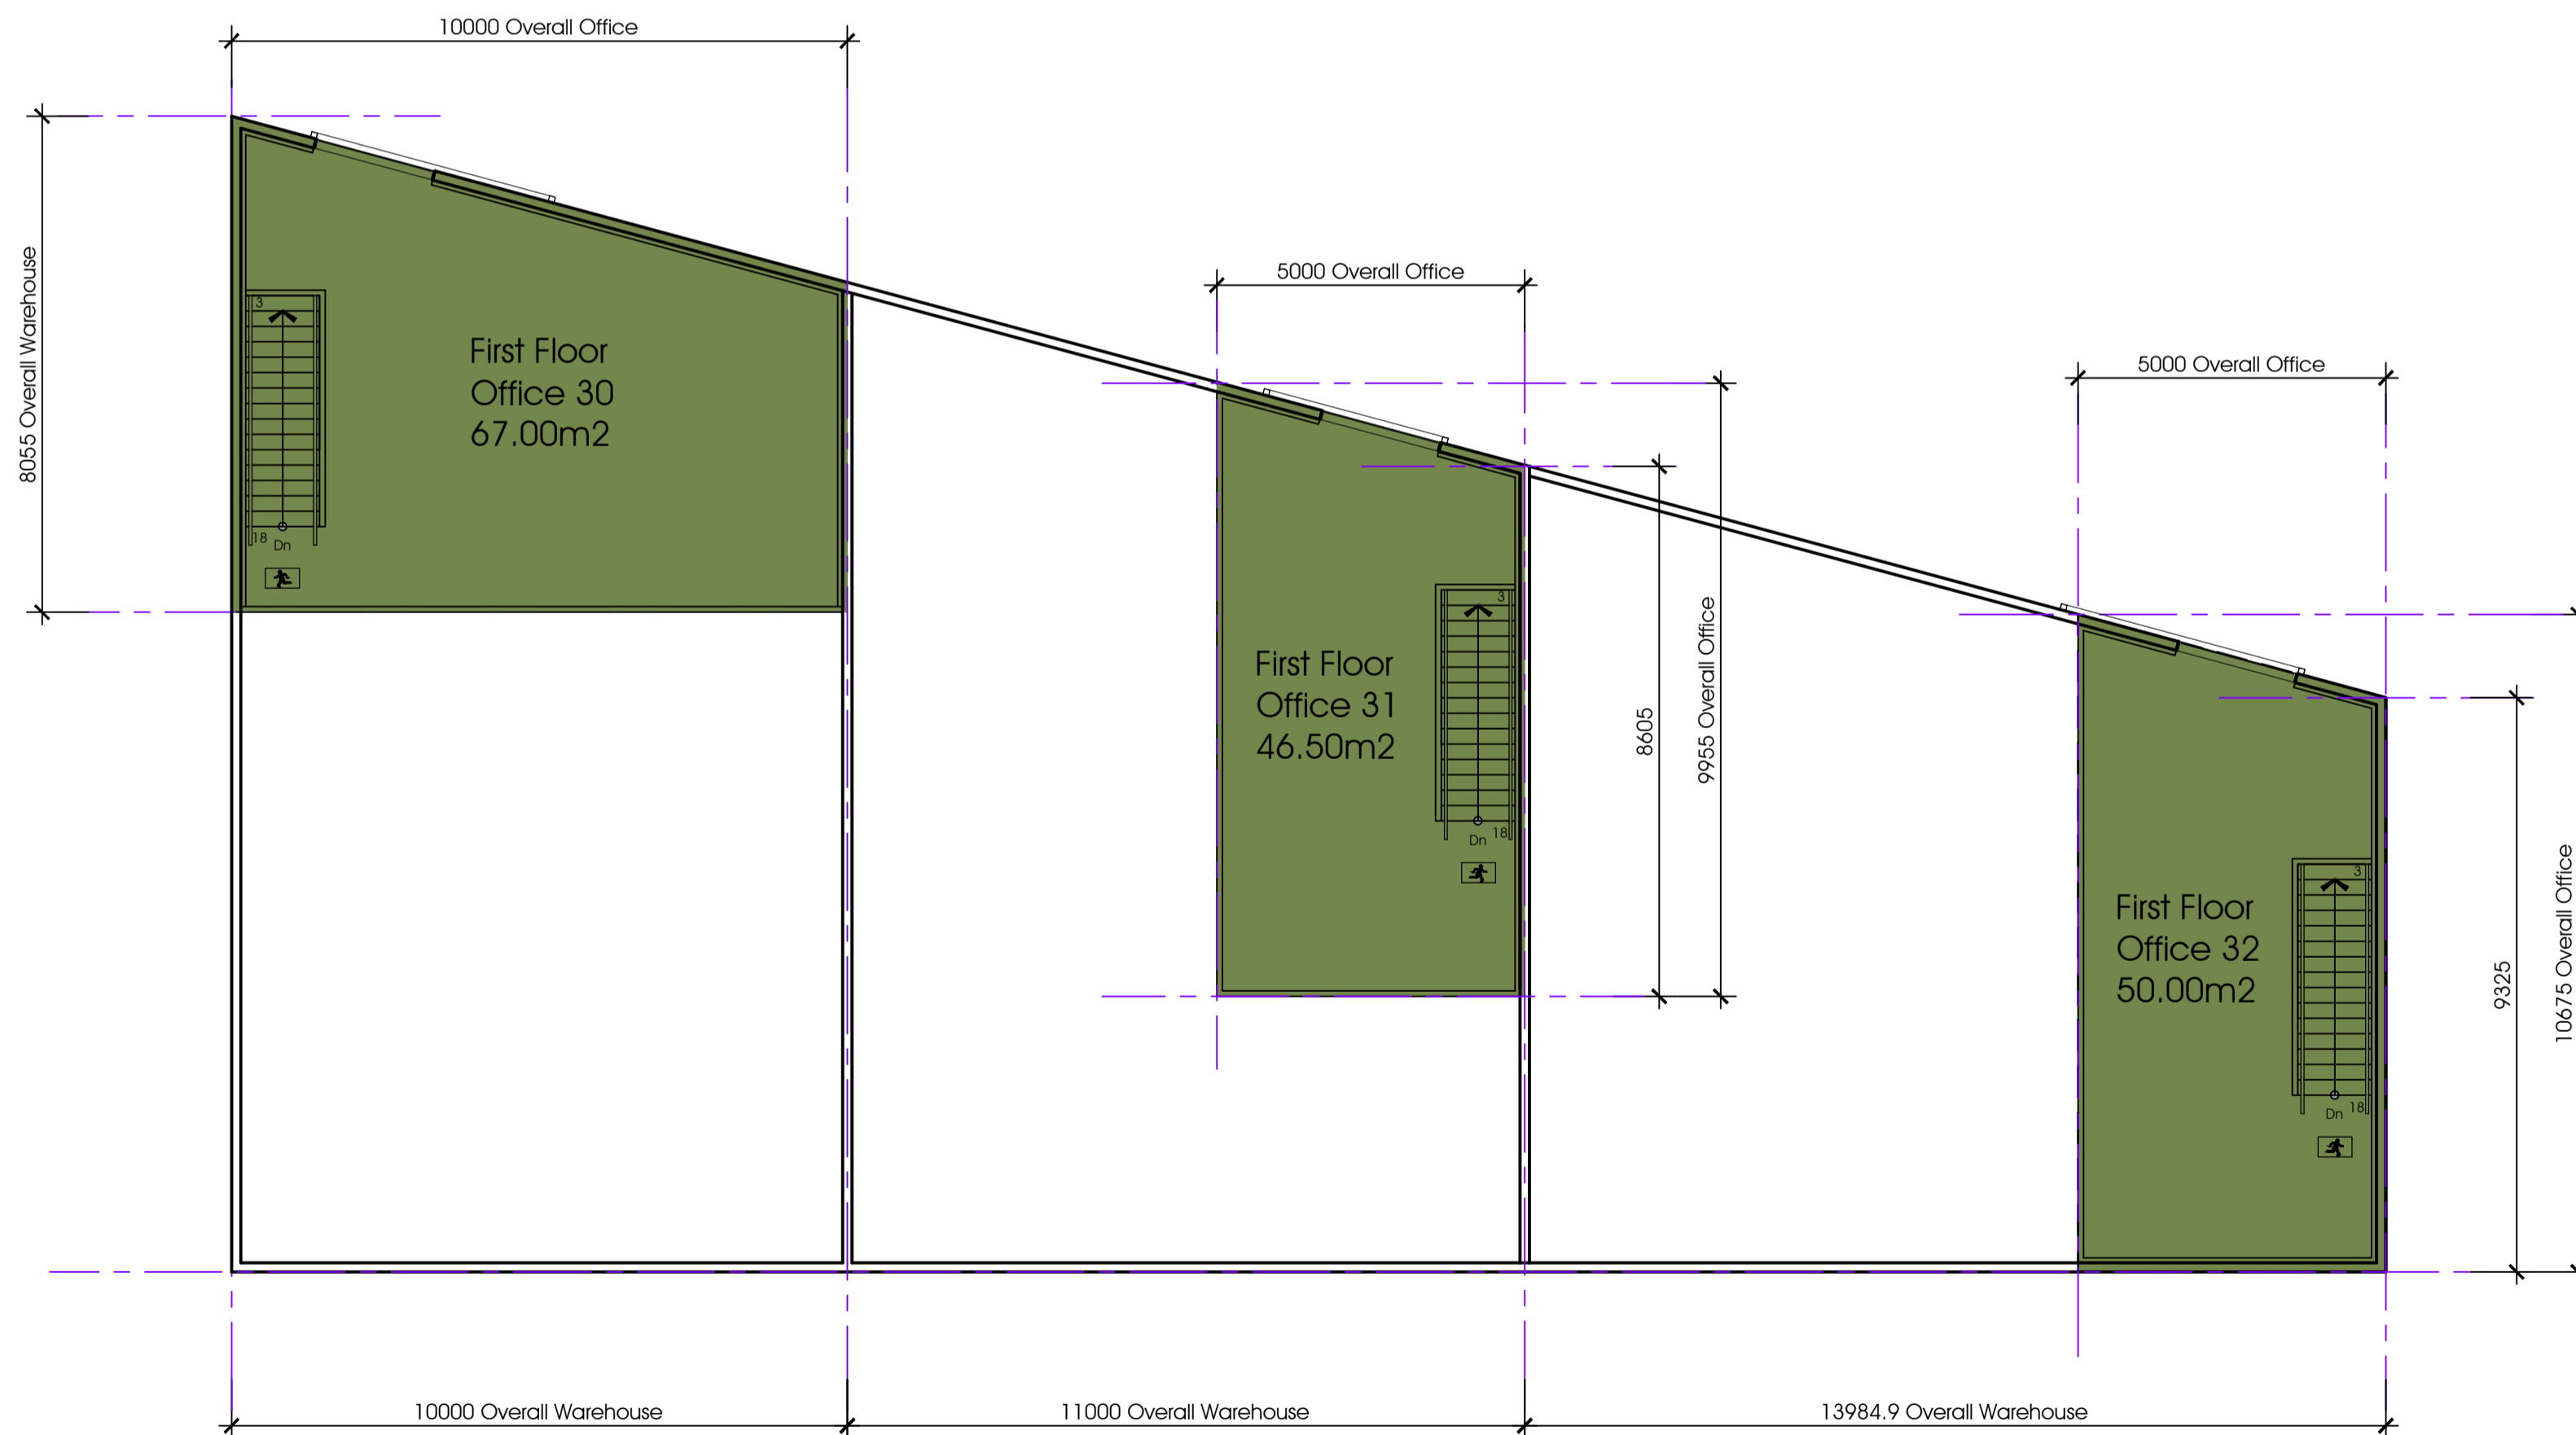 10000 Overall Office
8055 Overall Warehouse
3
First Floor
Office 30
67.00m2
18
Dn
5000 Overall Office
3
First Floor
Office 31
46.50m2
Dn
18
8605
9955 Overall Office
5000 Overall Office
3
First Floor
Office 32
50.00m2
Dn
18
9325
10675 Overall Office
10000 Overall Warehouse
11000 Overall Warehouse
13984.9 Overall Warehouse